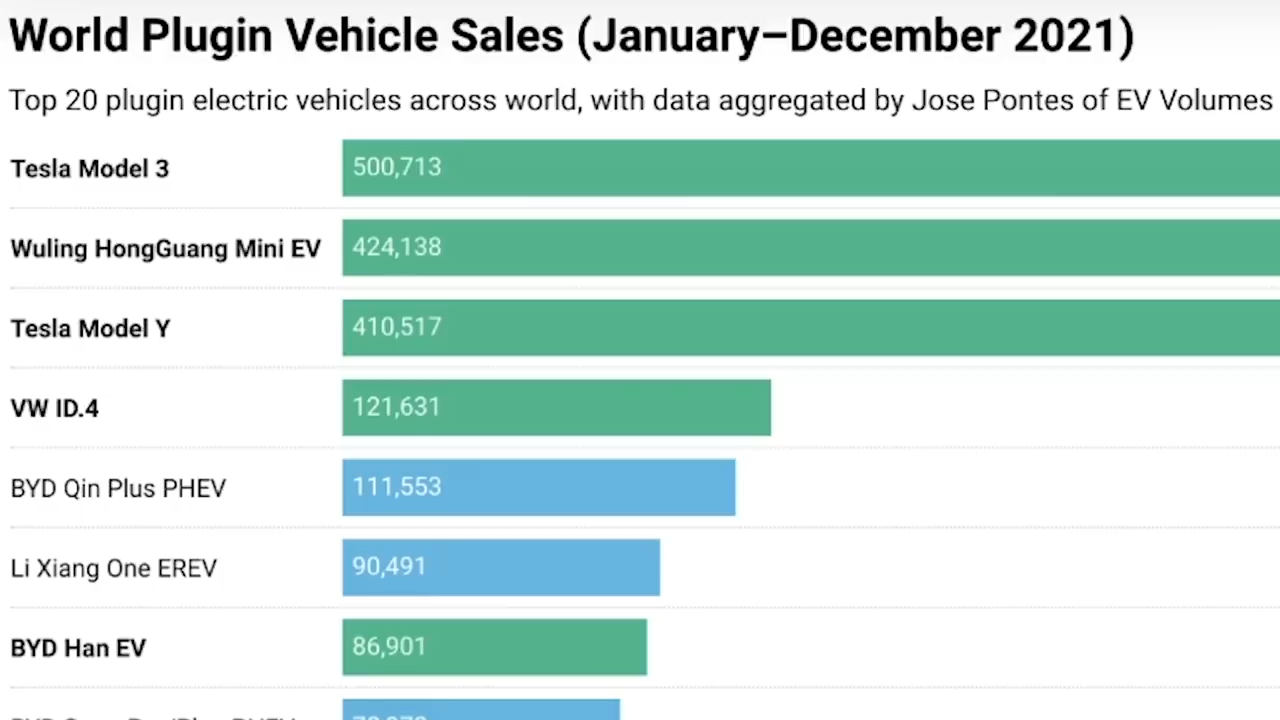 World Plugin Vehicle Sales (January–December 2021)
Top 20 plugin electric vehicles across world, with data aggregated by Jose Pontes of EV Volumes
Tesla Model 3 500,713
Wuling HongGuang Mini EV 424,138
Tesla Model Y 410,517
VW ID.4 121,631
BYD Qin Plus PHEV 111,553
Li Xiang One EREV 90,491
BYD Han EV 86,901